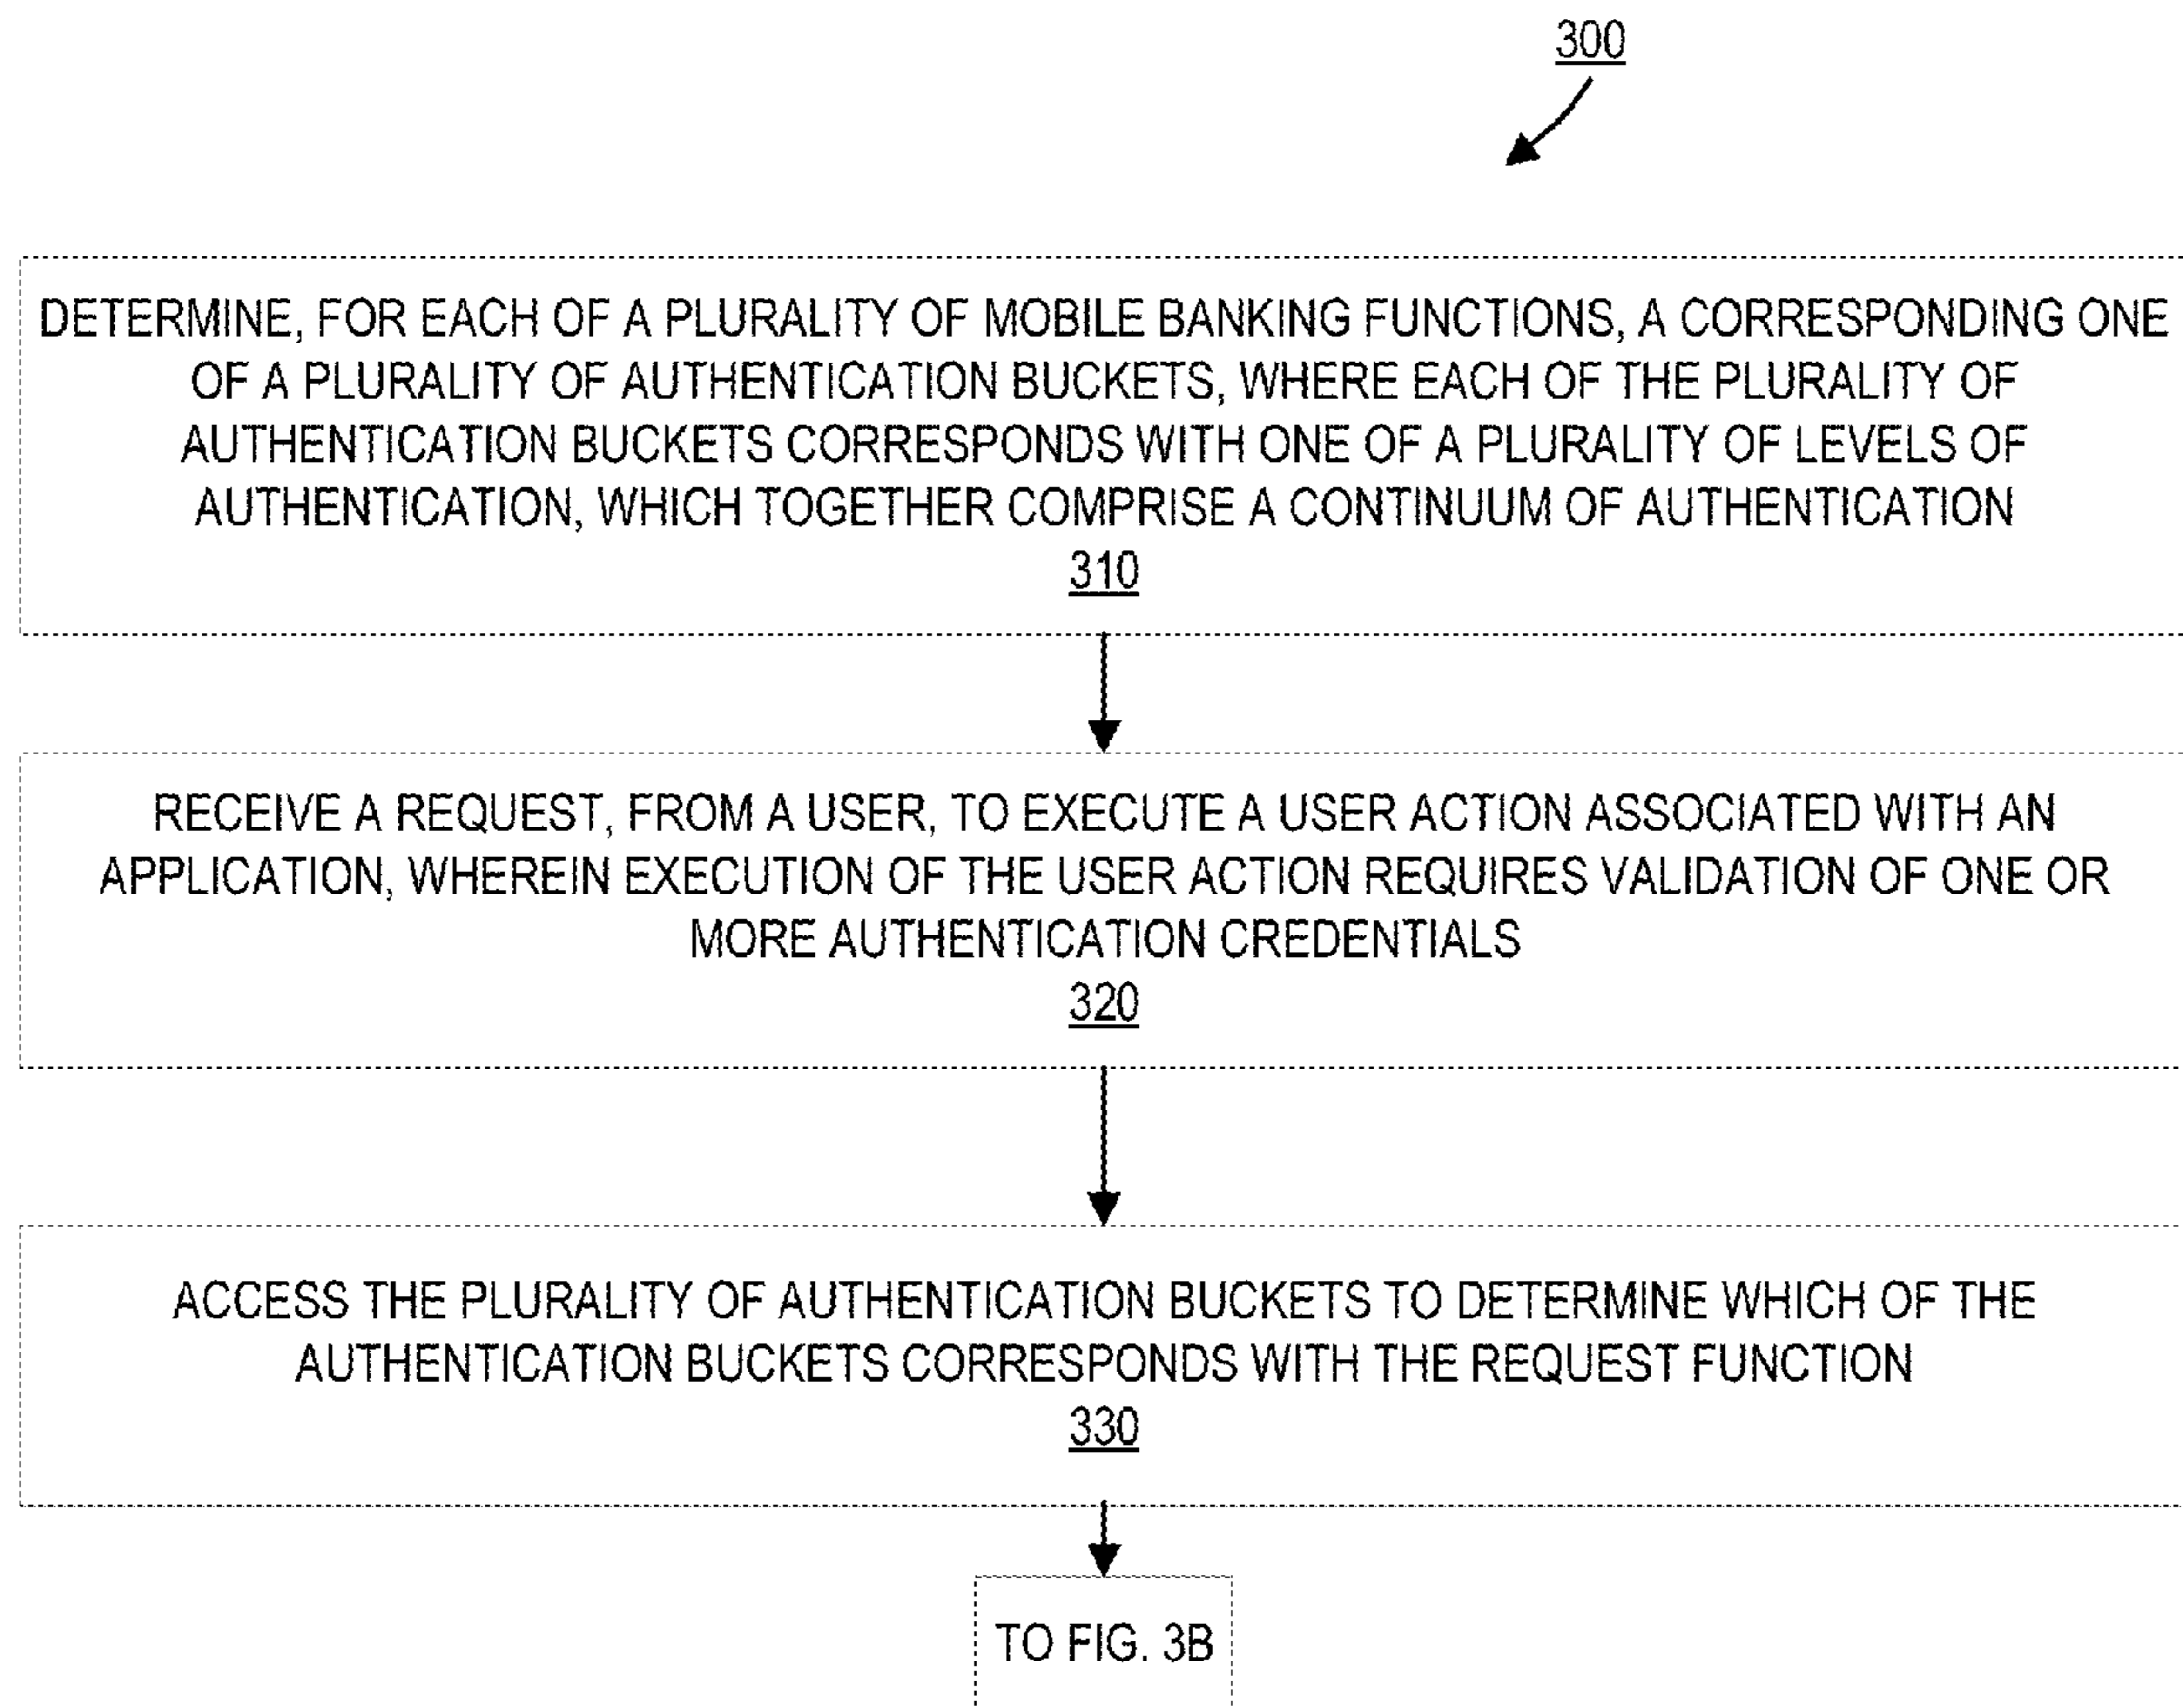 300
DETERMINE, FOR EACH OF A PLURALITY OF MOBILE BANKING FUNCTIONS, A CORRESPONDING ONE
OF A PLURALITY OF AUTHENTICATION BUCKETS, WHERE EACH OF THE PLURALITY OF
AUTHENTICATION BUCKETS CORRESPONDS WITH ONE OF A PLURALITY OF LEVELS OF
AUTHENTICATION, WHICH TOGETHER COMPRISE A CONTINUUM OF AUTHENTICATION
310
RECEIVE A REQUEST, FROM A USER, TO EXECUTE A USER ACTION ASSOCIATED WITH AN
APPLICATION, WHEREIN EXECUTION OF THE USER ACTION REQUIRES VALIDATION OF ONE OR
MORE AUTHENTICATION CREDENTIALS
320
ACCESS THE PLURALITY OF AUTHENTICATION BUCKETS TO DETERMINE WHICH OF THE
AUTHENTICATION BUCKETS CORRESPONDS WITH THE REQUEST FUNCTION
330
TO FIG. 3B